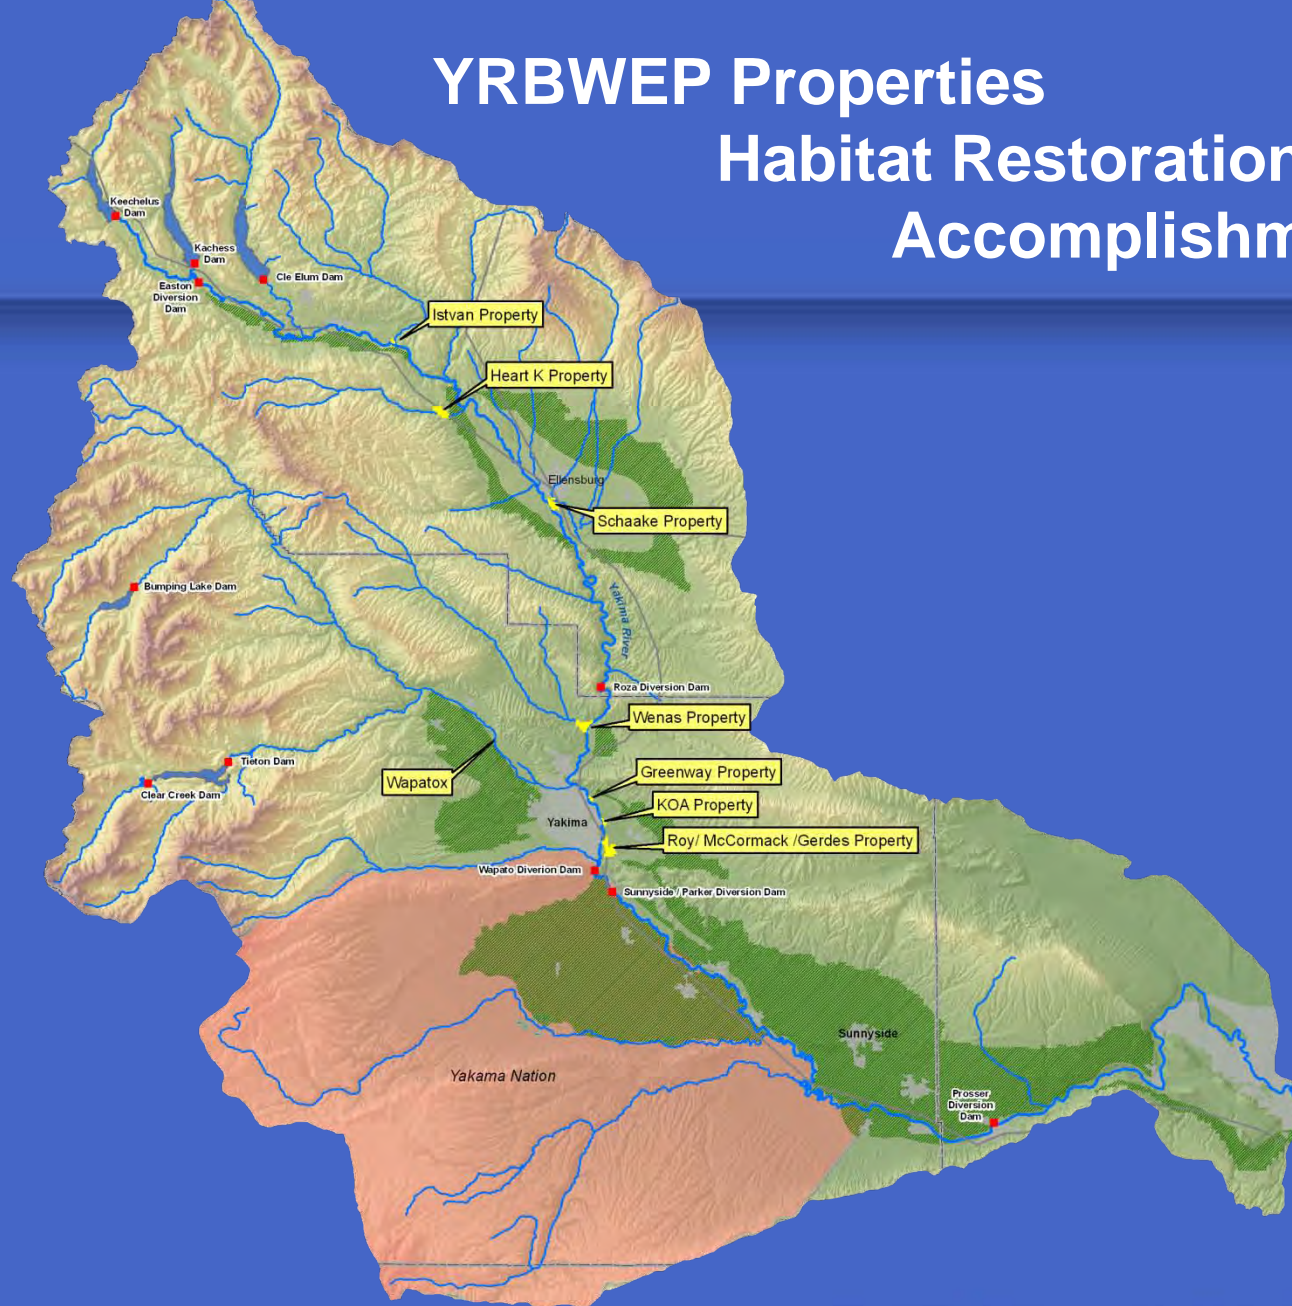 YRBWEP Properties
Habitat Restoration
Accomplishm
Keechelus
Dam
Kachess
Dam
Easton
Diversion
Dam
Cle Elum Dam
Istvan Property
Heart K Property
Ellensburg
Schaake Property
Bumping Lake Dam
Yakima River
Roza Diversion Dam
Wenas Property
Tieton Dam
Clear Creek Dam
Wapatox
Greenway Property
KOA Property
Yakima
Roy/ McCormack /Gerdes Property
Wapato Diverion Dam
Sunnyside / Parker Diversion Dam
Sunnyside
Yakama Nation
Prosser
Diversion
Dam